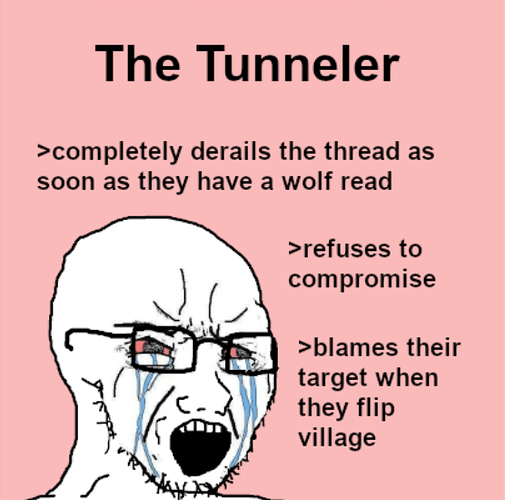 The Tunneler
>completely derails the thread as
soon as they have a wolf read
>refuses to
compromise
>blames their
target when
they flip
village